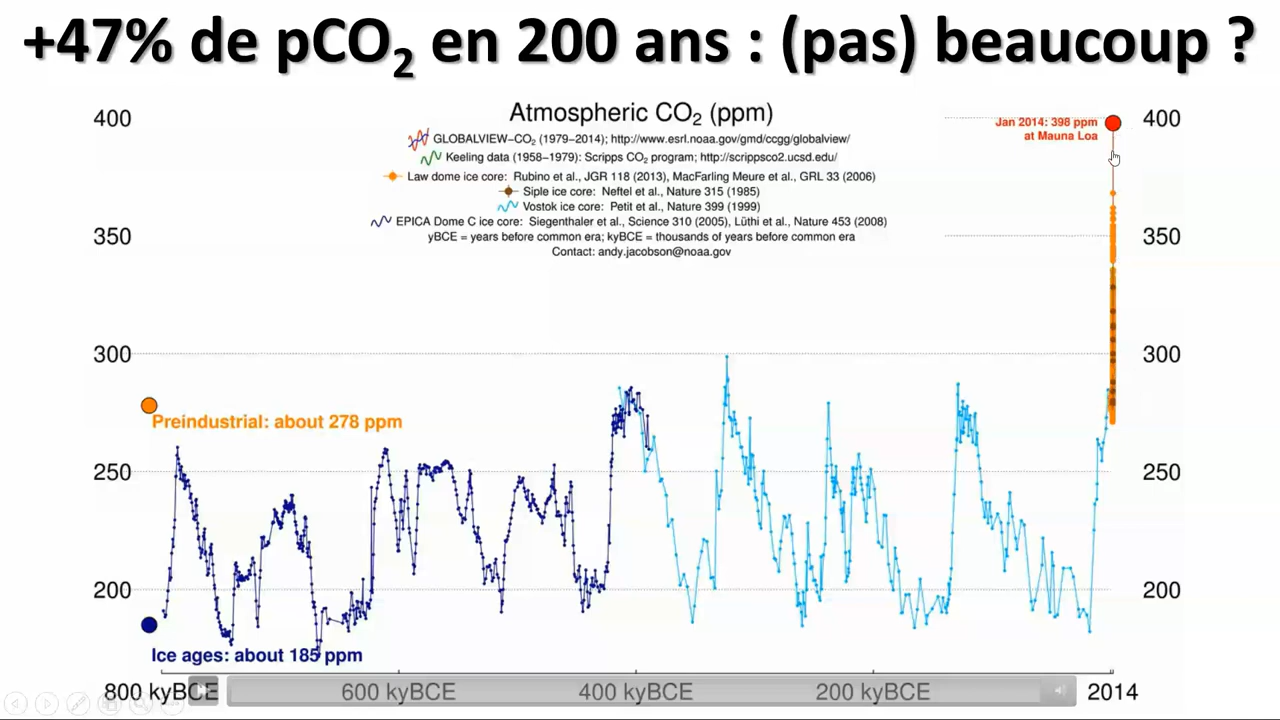 +47% de pCO₂ en 200 ans : (pas) beaucoup ?
Atmospheric CO₂ (ppm)
GLOBALVIEW−CO₂ (1979−2014); http://www.esrl.noaa.gov/gmd/ccgg/globalview/
Keeling data (1958−1979): Scripps CO₂ program; http://scrippsco2.ucsd.edu/
Law dome ice core: Rubino et al., JGR 118 (2013), MacFarling Meure et al., GRL 33 (2006)
Siple ice core: Neftel et al., Nature 315 (1985)
Vostok ice core: Petit et al., Nature 399 (1999)
EPICA Dome C ice core: Siegenthaler et al., Science 310 (2005), Lüthi et al., Nature 453 (2008)
yBCE = years before common era; kyBCE = thousands of years before common era
Contact: andy.jacobson@noaa.gov
Jan 2014: 398 ppm
at Mauna Loa
400
400
350
350
300
300
Preindustrial: about 278 ppm
250
250
200
200
Ice ages: about 185 ppm
800 kyBCE
600 kyBCE
400 kyBCE
200 kyBCE
2014